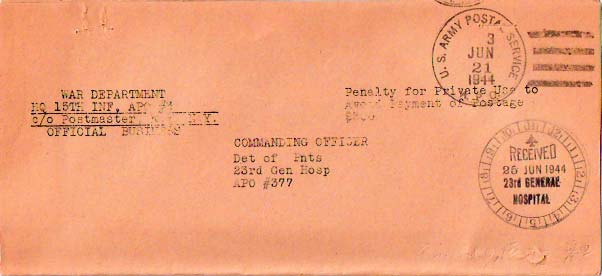 U. S. ARMY POSTAL SERVICE
3
JUN
21
1944
WAR DEPARTMENT
HQ 15TH INF, APO #3
c/o Postmaster, N.Y., N.Y.
OFFICIAL BUSINESS
Penalty for Private Use to
Avoid Payment of Postage
$300
COMMANDING OFFICER
Det of Pnts
23rd Gen Hosp
APO #377
RECEIVED
25 JUN 1944
23rd GENERAL
HOSPITAL